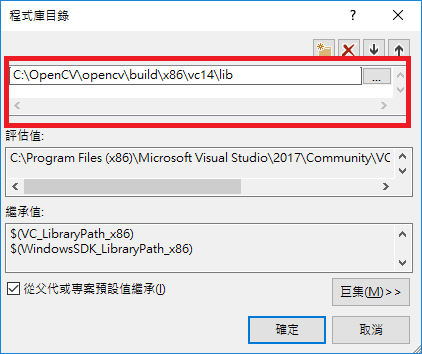 程式庫目錄
C:\OpenCV\opencv\build\x86\vc14\lib
...
評估值:
C:\Program Files (x86)\Microsoft Visual Studio\2017\Community\VC
繼承值:
$(VC_LibraryPath_x86)
$(WindowsSDK_LibraryPath_x86)
從父代或專案預設值繼承(I)
巨集(M)>>
確定
取消